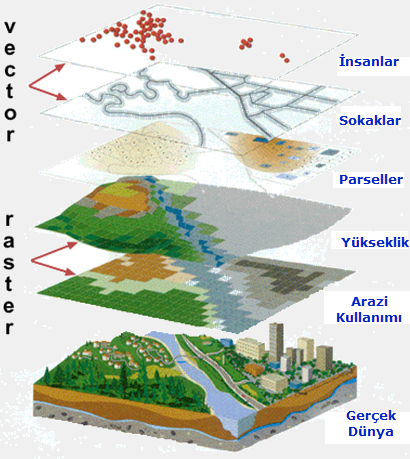 vector
İnsanlar
Sokaklar
Parseller
raster
Yükseklik
Arazi
Kullanımı
Gerçek
Dünya